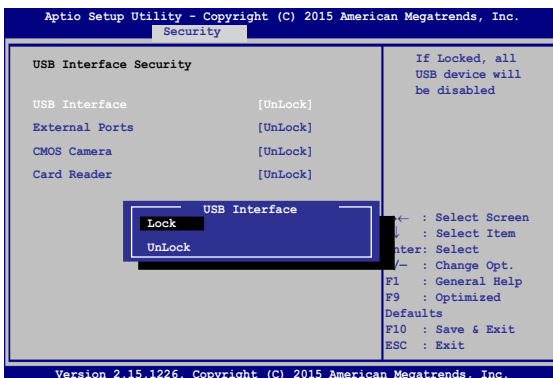 Aptio Setup Utility - Copyright (C) 2015 American Megatrends, Inc.
Security
USB Interface Security
USB Interface [UnLock]
External Ports [UnLock]
CMOS Camera [UnLock]
Card Reader [UnLock]
USB Interface
Lock
UnLock
If Locked, all
USB device will
be disabled
→← : Select Screen
: Select Item
nter: Select
/— : Change Opt.
F1 : General Help
F9 : Optimized
Defaults
F10 : Save & Exit
ESC : Exit
Version 2.15.1226. Copyright (C) 2015 American Megatrends, Inc.